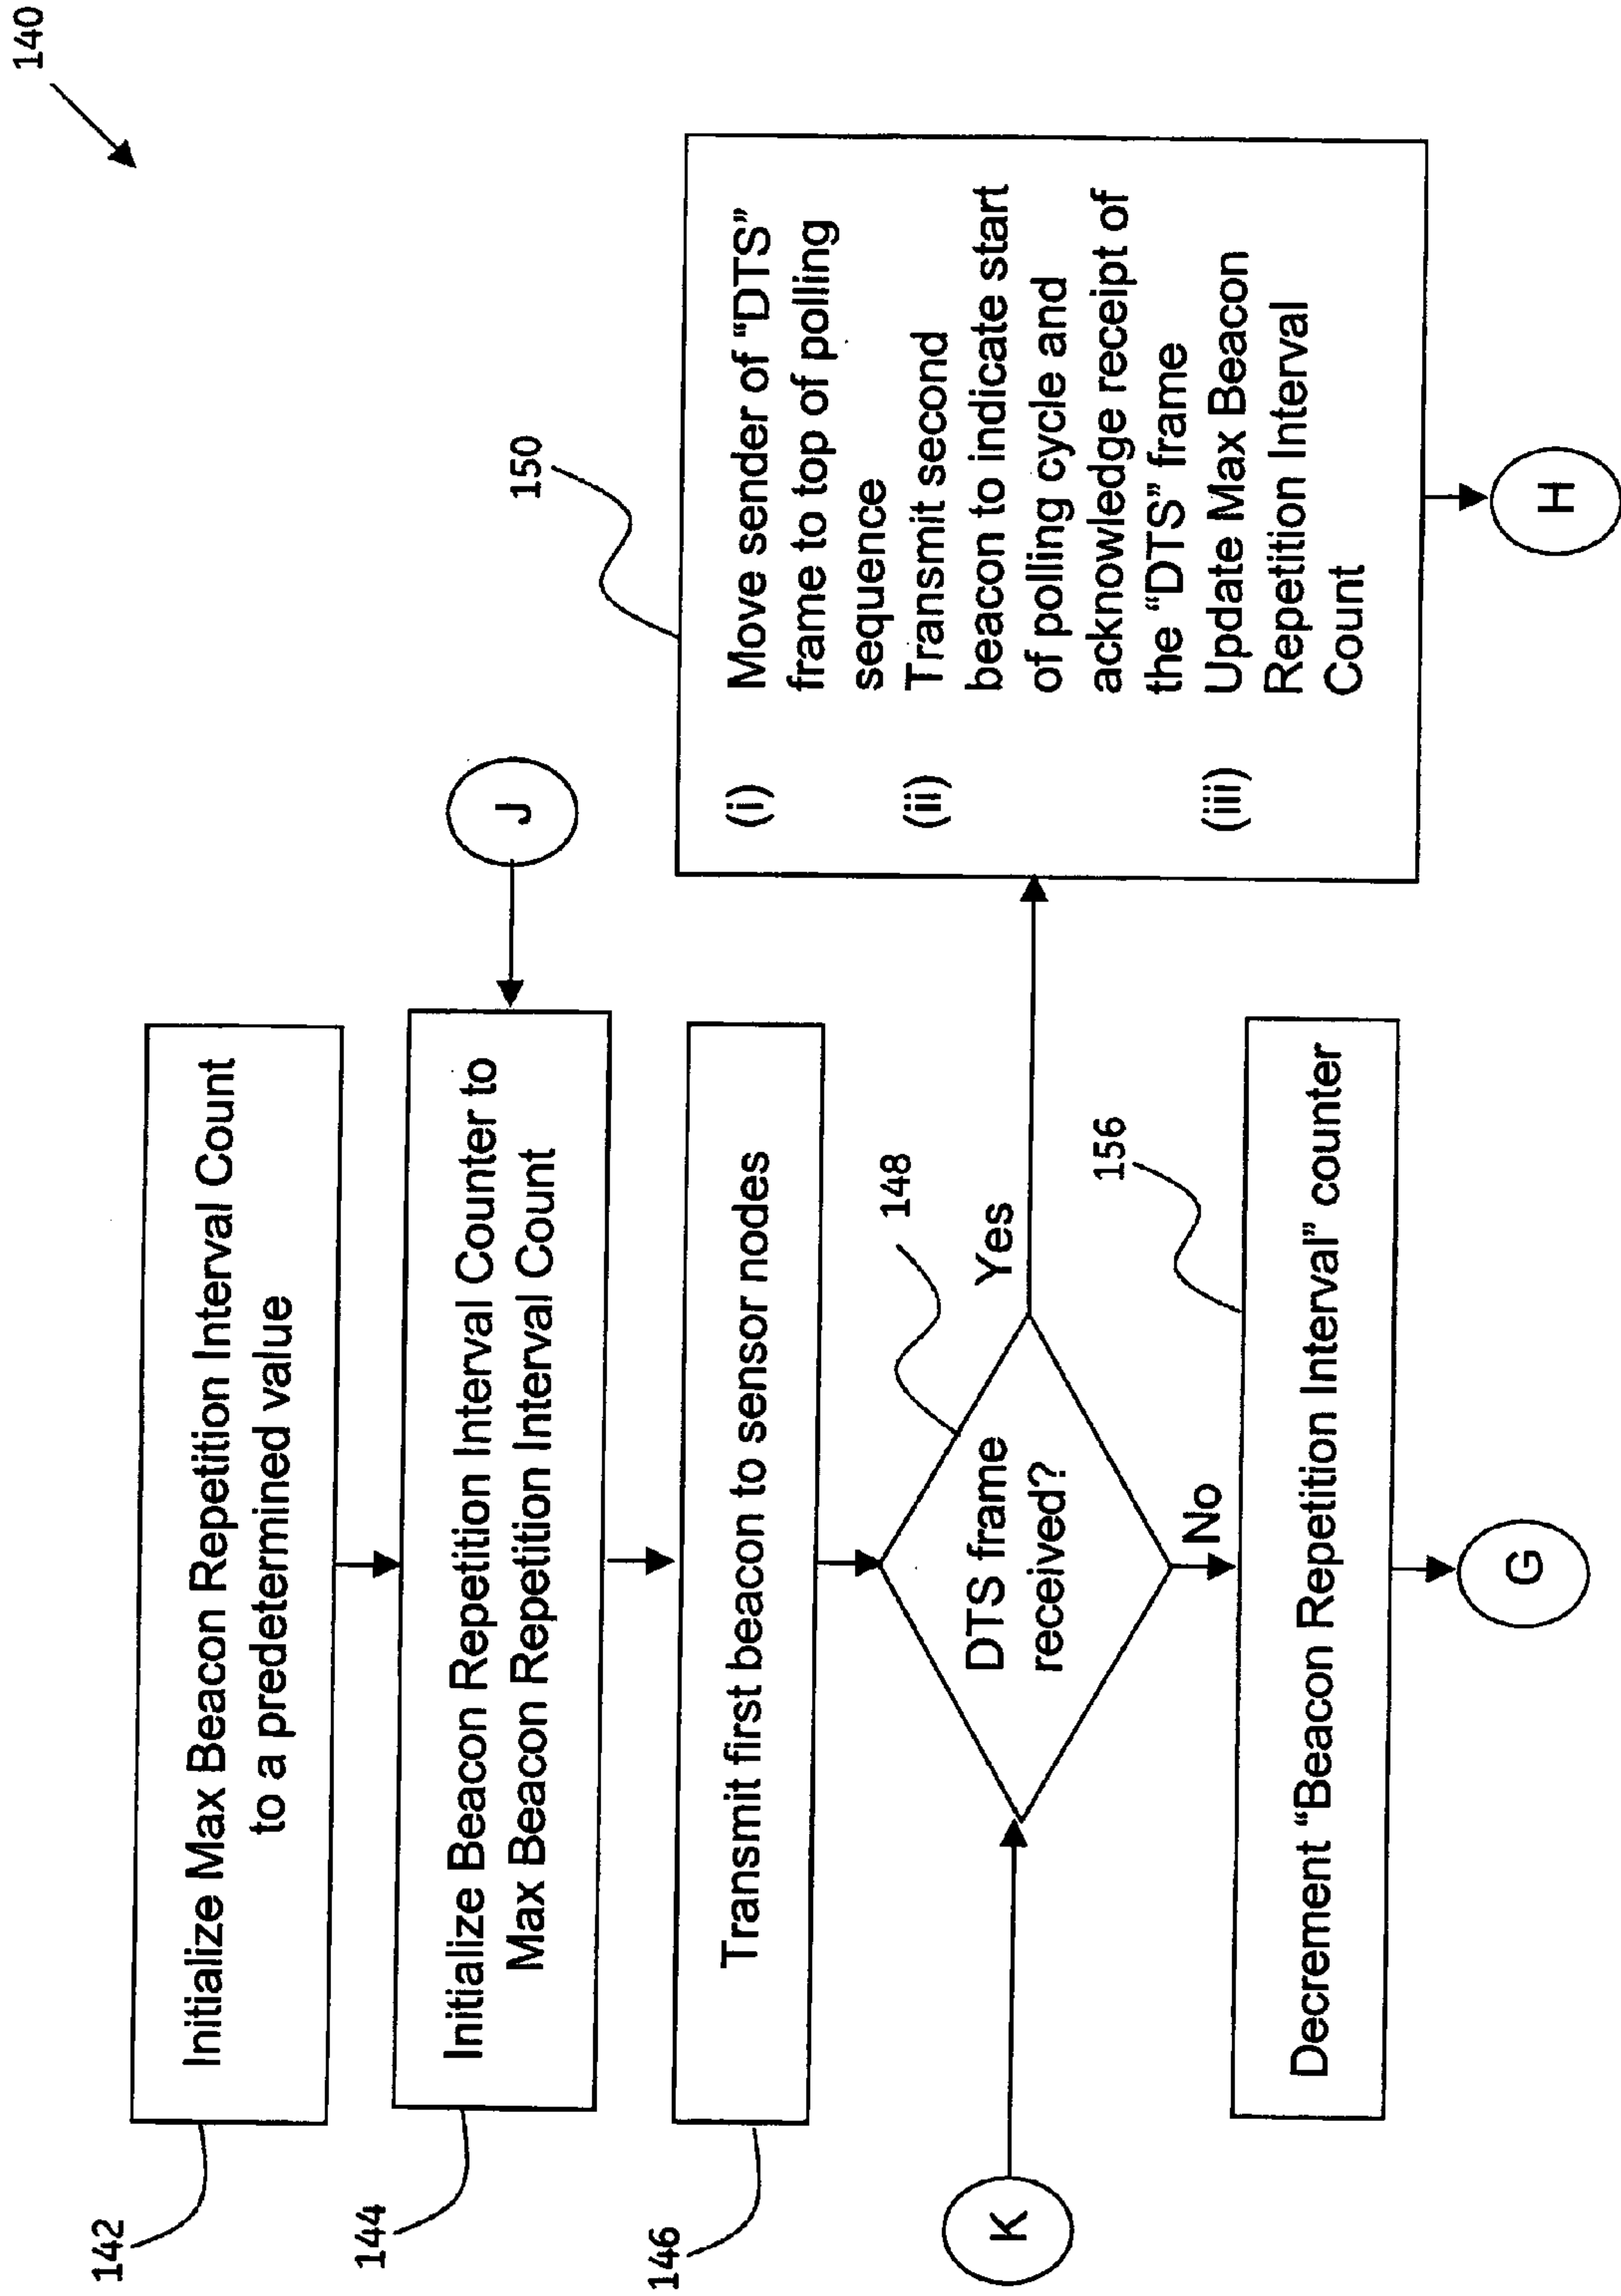 140
142
Initialize Max Beacon Repetition Interval Count
to a predetermined value
144
Initialize Beacon Repetition Interval Counter to
Max Beacon Repetition Interval Count
J
146
Transmit first beacon to sensor nodes
148
K
DTS frame
received?
Yes
No
150
(i) Move sender of “DTS”
frame to top of polling
sequence
(ii) Transmit second
beacon to indicate start
of polling cycle and
acknowledge receipt of
the “DTS” frame
(iii) Update Max Beacon
Repetition Interval
Count
H
156
Decrement “Beacon Repetition Interval” counter
G